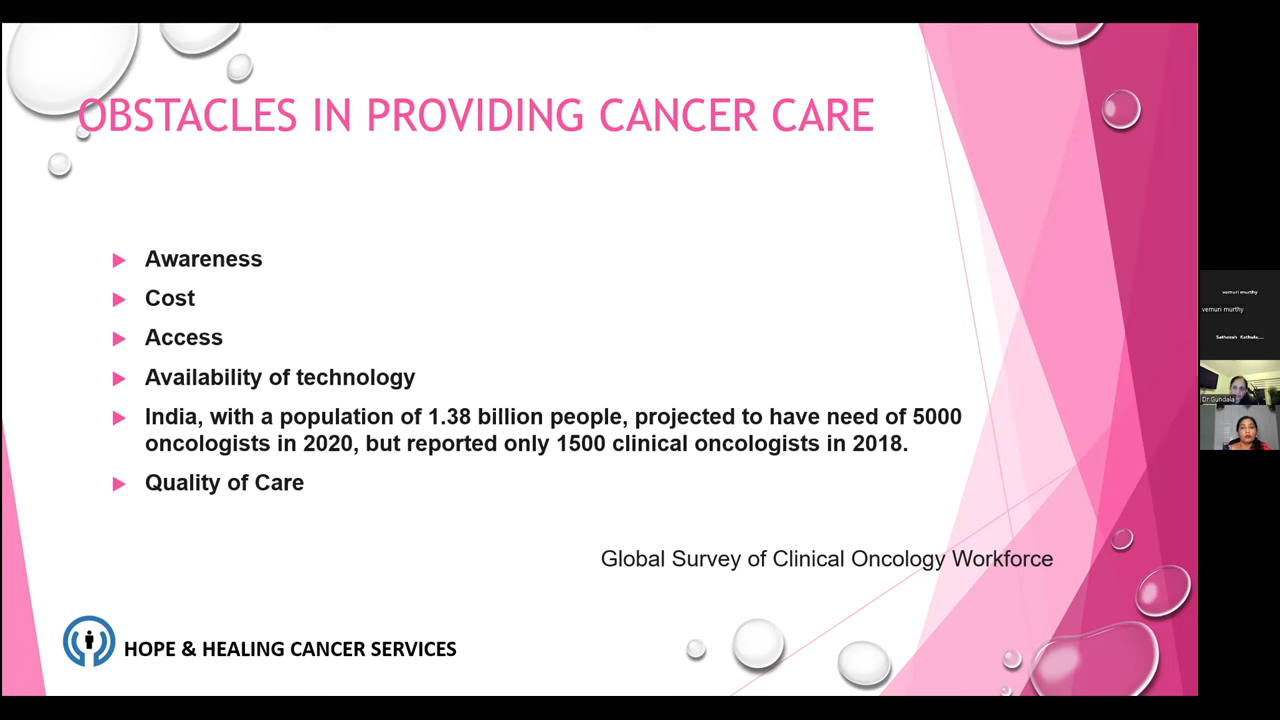 OBSTACLES IN PROVIDING CANCER CARE
Awareness
Cost
Access
Availability of technology
India, with a population of 1.38 billion people, projected to have need of 5000
oncologists in 2020, but reported only 1500 clinical oncologists in 2018.
Quality of Care
Global Survey of Clinical Oncology Workforce
HOPE & HEALING CANCER SERVICES
vemuri murthy
vemuri murthy
Dr.Gundala